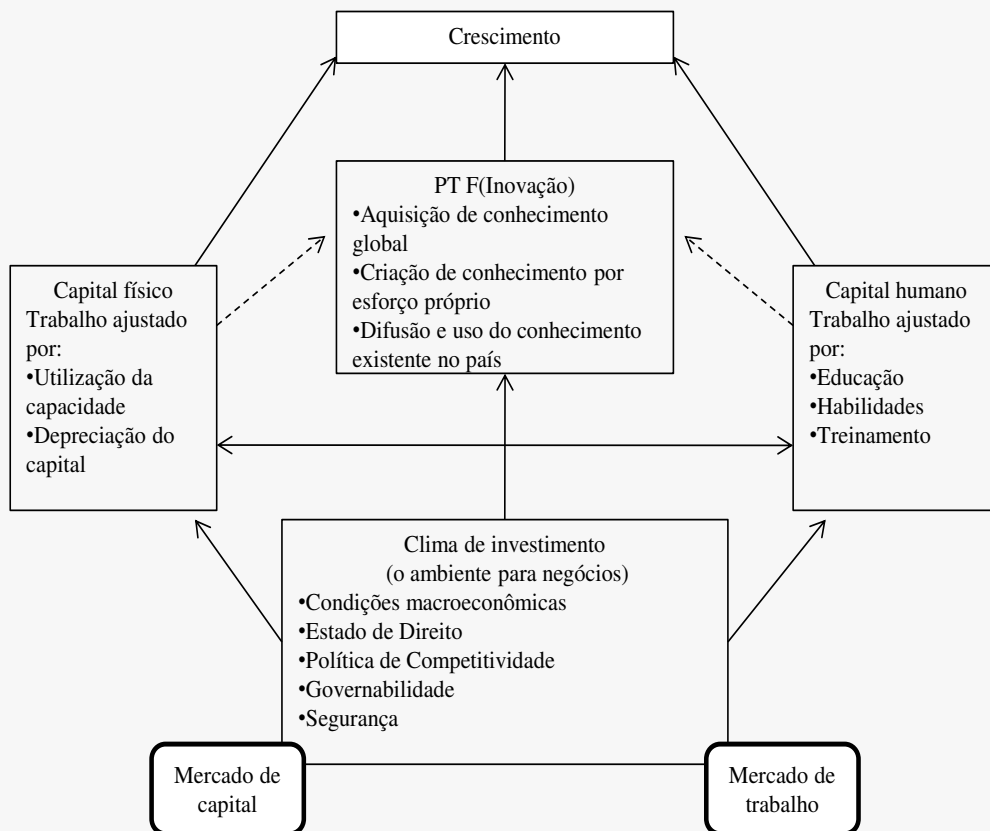 Crescimento
PT F(Inovação)
•Aquisição de conhecimento
global
•Criação de conhecimento por
esforço próprio
•Difusão e uso do conhecimento
existente no país
Capital físico
Trabalho ajustado
por:
•Utilização da
capacidade
•Depreciação do
capital
Capital humano
Trabalho ajustado
por:
•Educação
•Habilidades
•Treinamento
Clima de investimento
(o ambiente para negócios)
•Condições macroeconômicas
•Estado de Direito
•Política de Competitividade
•Governabilidade
•Segurança
Mercado de
capital
Mercado de
trabalho